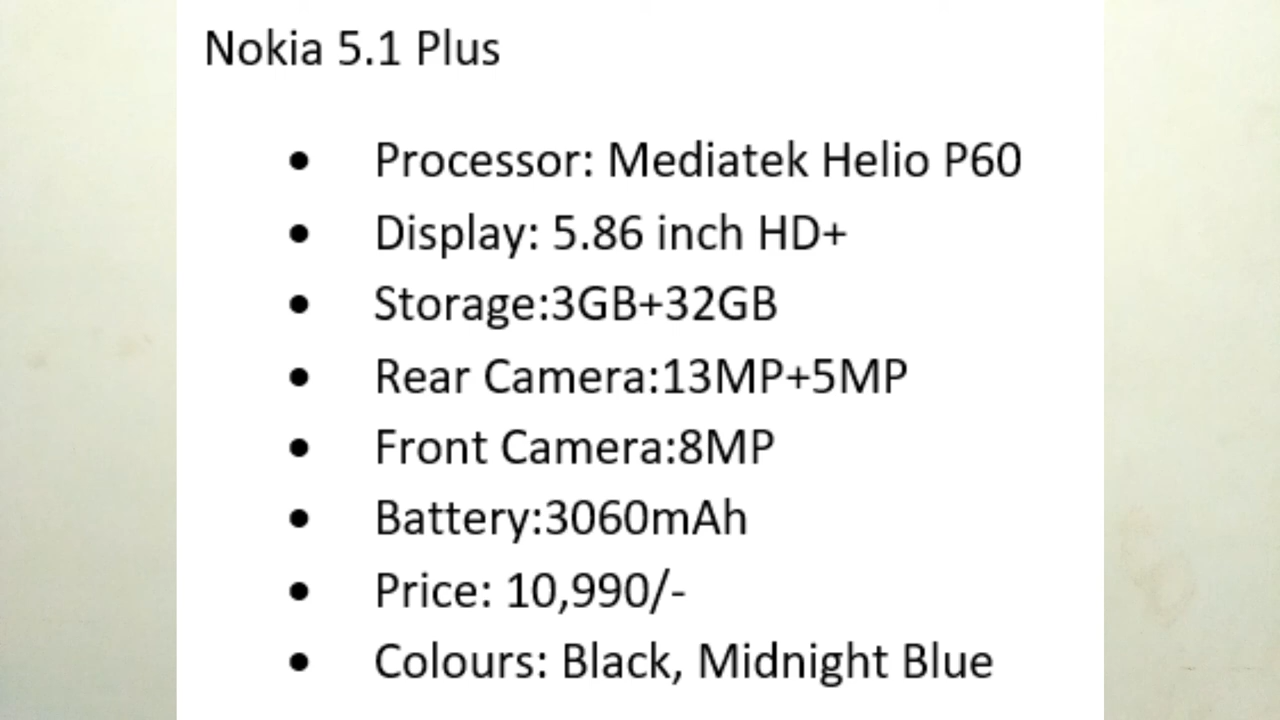 Nokia 5.1 Plus
• Processor: Mediatek Helio P60
• Display: 5.86 inch HD+
• Storage:3GB+32GB
• Rear Camera:13MP+5MP
• Front Camera:8MP
• Battery:3060mAh
• Price: 10,990/-
• Colours: Black, Midnight Blue